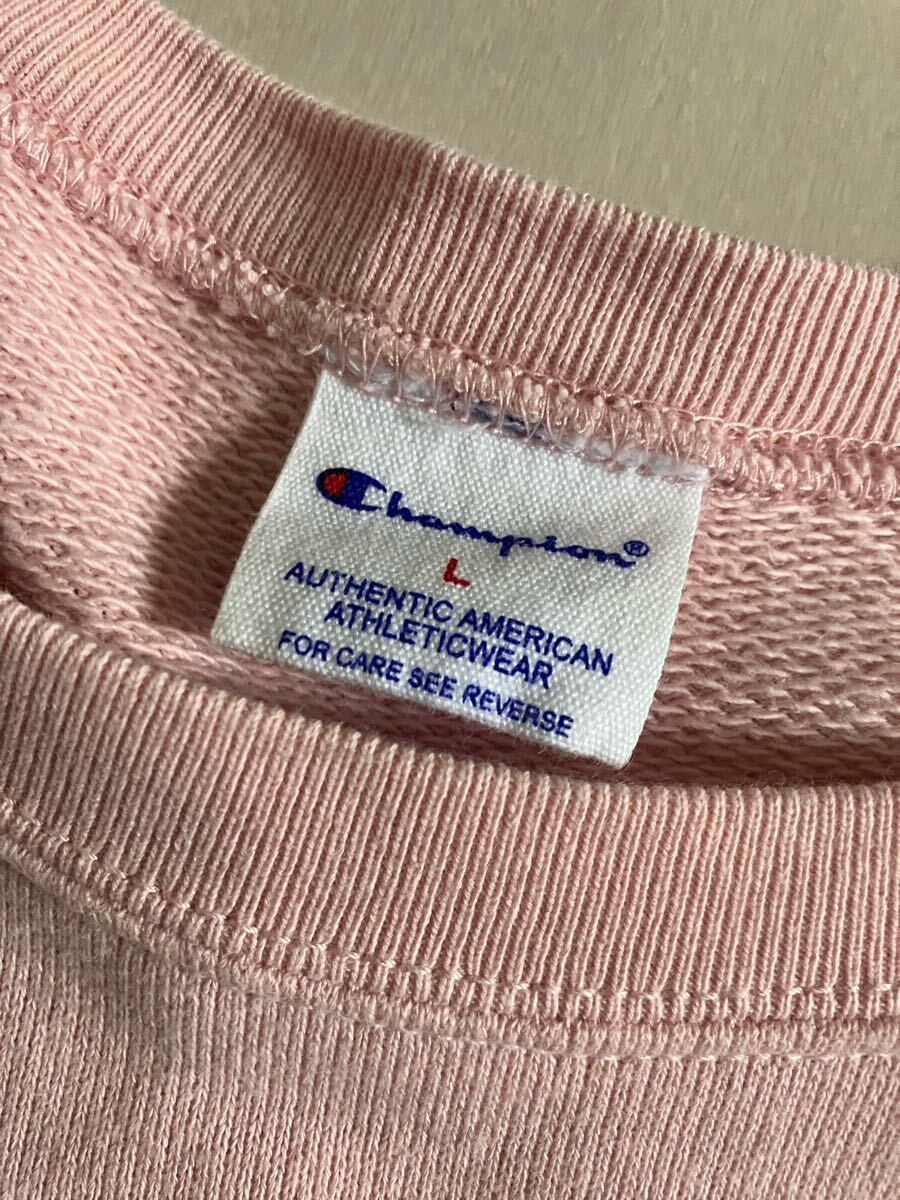 Champion®
L
AUTHENTIC AMERICAN
ATHLETICWEAR
FOR CARE SEE REVERSE